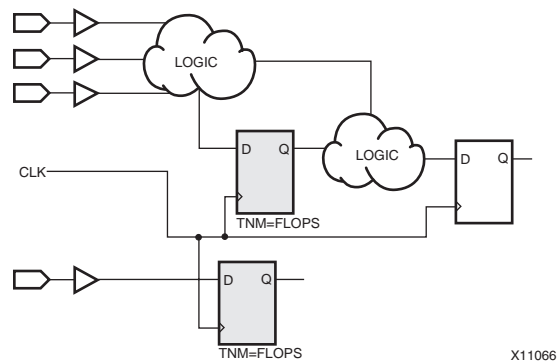 LOGIC
D Q
TNM=FLOPS
LOGIC
D Q
CLK
D Q
TNM=FLOPS
X11066